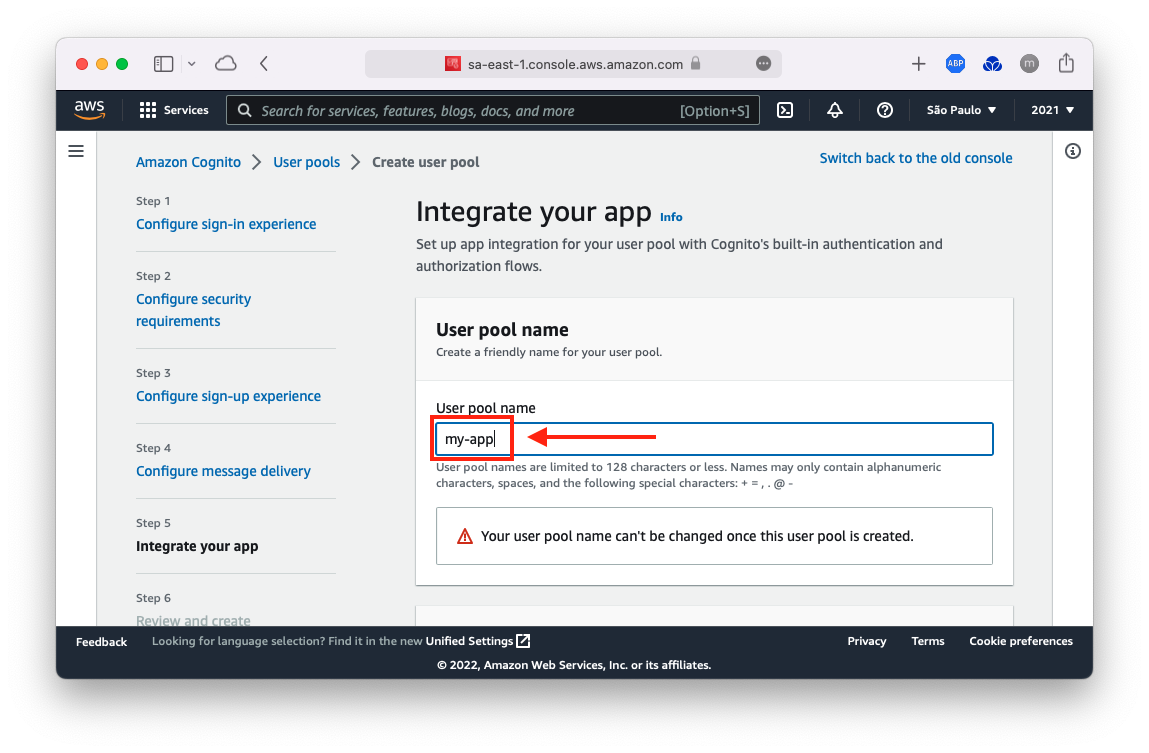 sa-east-1.console.aws.amazon.com
ABP
m
aws
Services
Search for services, features, blogs, docs, and more [Option+S]
São Paulo
2021
Amazon Cognito
User pools
Create user pool
Switch back to the old console
Step 1
Configure sign-in experience
Step 2
Configure security
requirements
Step 3
Configure sign-up experience
Step 4
Configure message delivery
Step 5
Integrate your app
Step 6
Review and create
Integrate your app Info
Set up app integration for your user pool with Cognito's built-in authentication and
authorization flows.
User pool name
Create a friendly name for your user pool.
User pool name
my-app
User pool names are limited to 128 characters or less. Names may only contain alphanumeric
characters, spaces, and the following special characters: + = , . @ -
Your user pool name can't be changed once this user pool is created.
Feedback
Looking for language selection? Find it in the new Unified Settings
Privacy
Terms
Cookie preferences
© 2022, Amazon Web Services, Inc. or its affiliates.